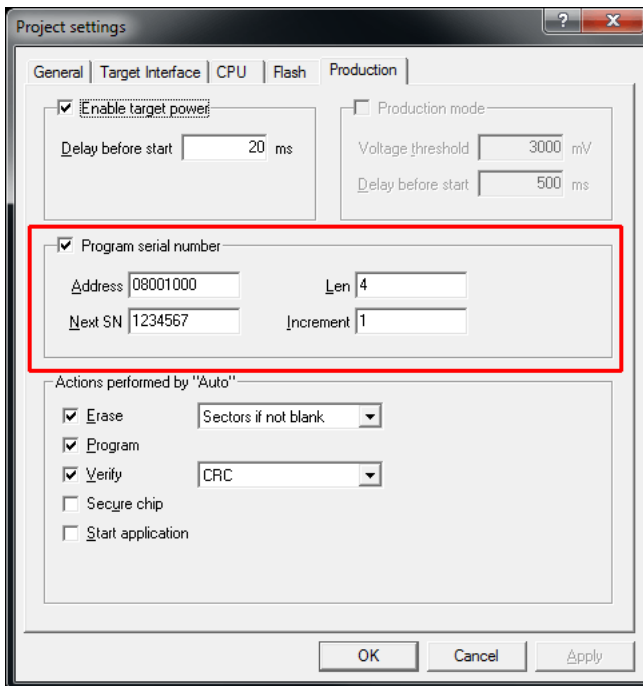 Project settings
?
X
General Target Interface CPU Flash Production
Enable target power
Delay before start 20 ms
Production mode
Voltage threshold 3000 mV
Delay before start 500 ms
Program serial number
Address 08001000 Len 4
Next SN 1234567 Increment 1
Actions performed by "Auto"
Erase Sectors if not blank
Program
Verify CRC
Secure chip
Start application
OK Cancel Apply